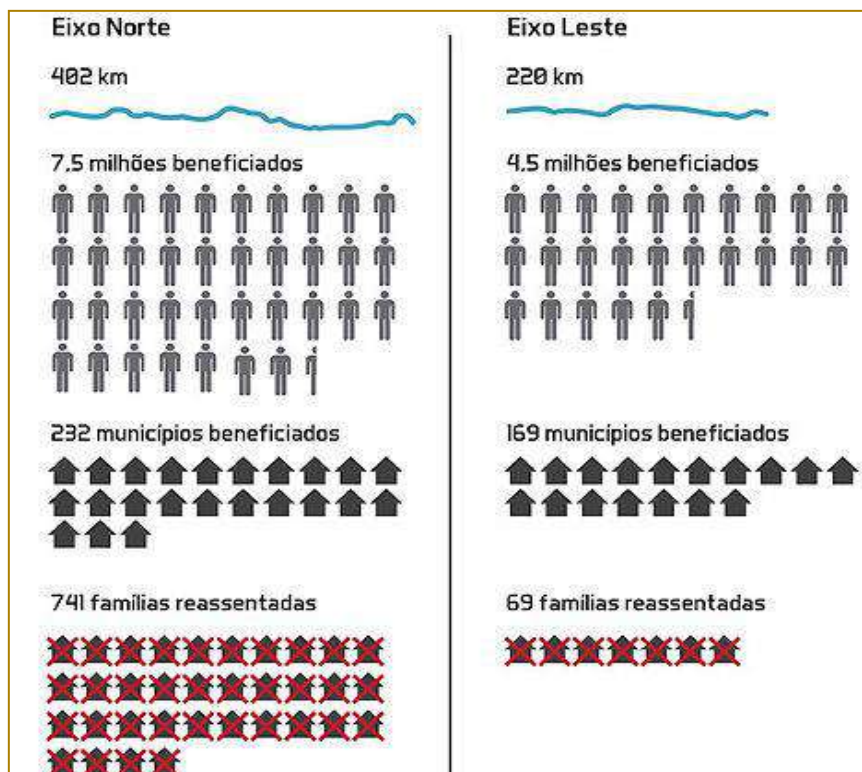 Eixo Norte
402 km
7,5 milhões beneficiados
232 municípios beneficiados
741 famílias reassentadas
Eixo Leste
220 km
4,5 milhões beneficiados
169 municípios beneficiados
69 famílias reassentadas